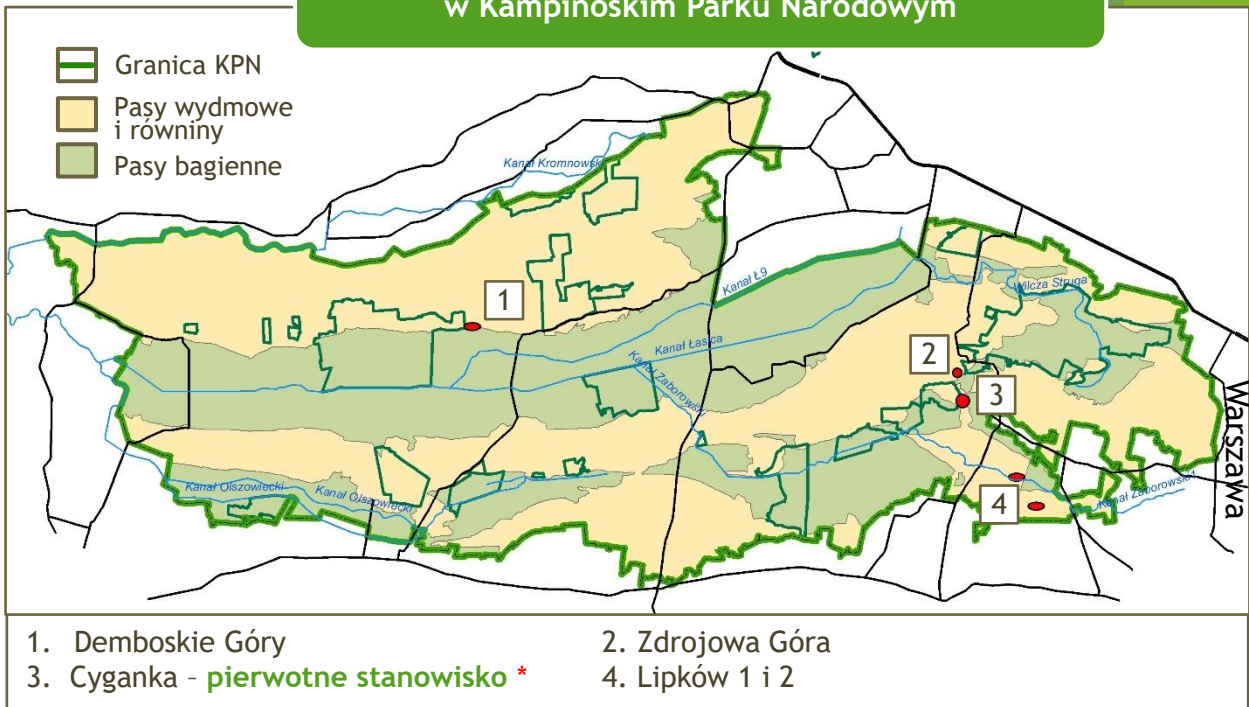 w Kampinoskim Parku Narodowym
Granica KPN
Pasy wydmowe
i równiny
Pasy bagienne
Kanał Kromnowski
1
Kanał Ł9
Wilcza Struga
Kanał Łasica
Kanał Zaborowski
2
3
Warszawa
Kanał Olszowiecki
Kanał Olszowiecki
4
Kanał Zaborowski
1. Demboskie Góry
2. Zdrojowa Góra
3. Cyganka – pierwotne stanowisko *
4. Lipków 1 i 2